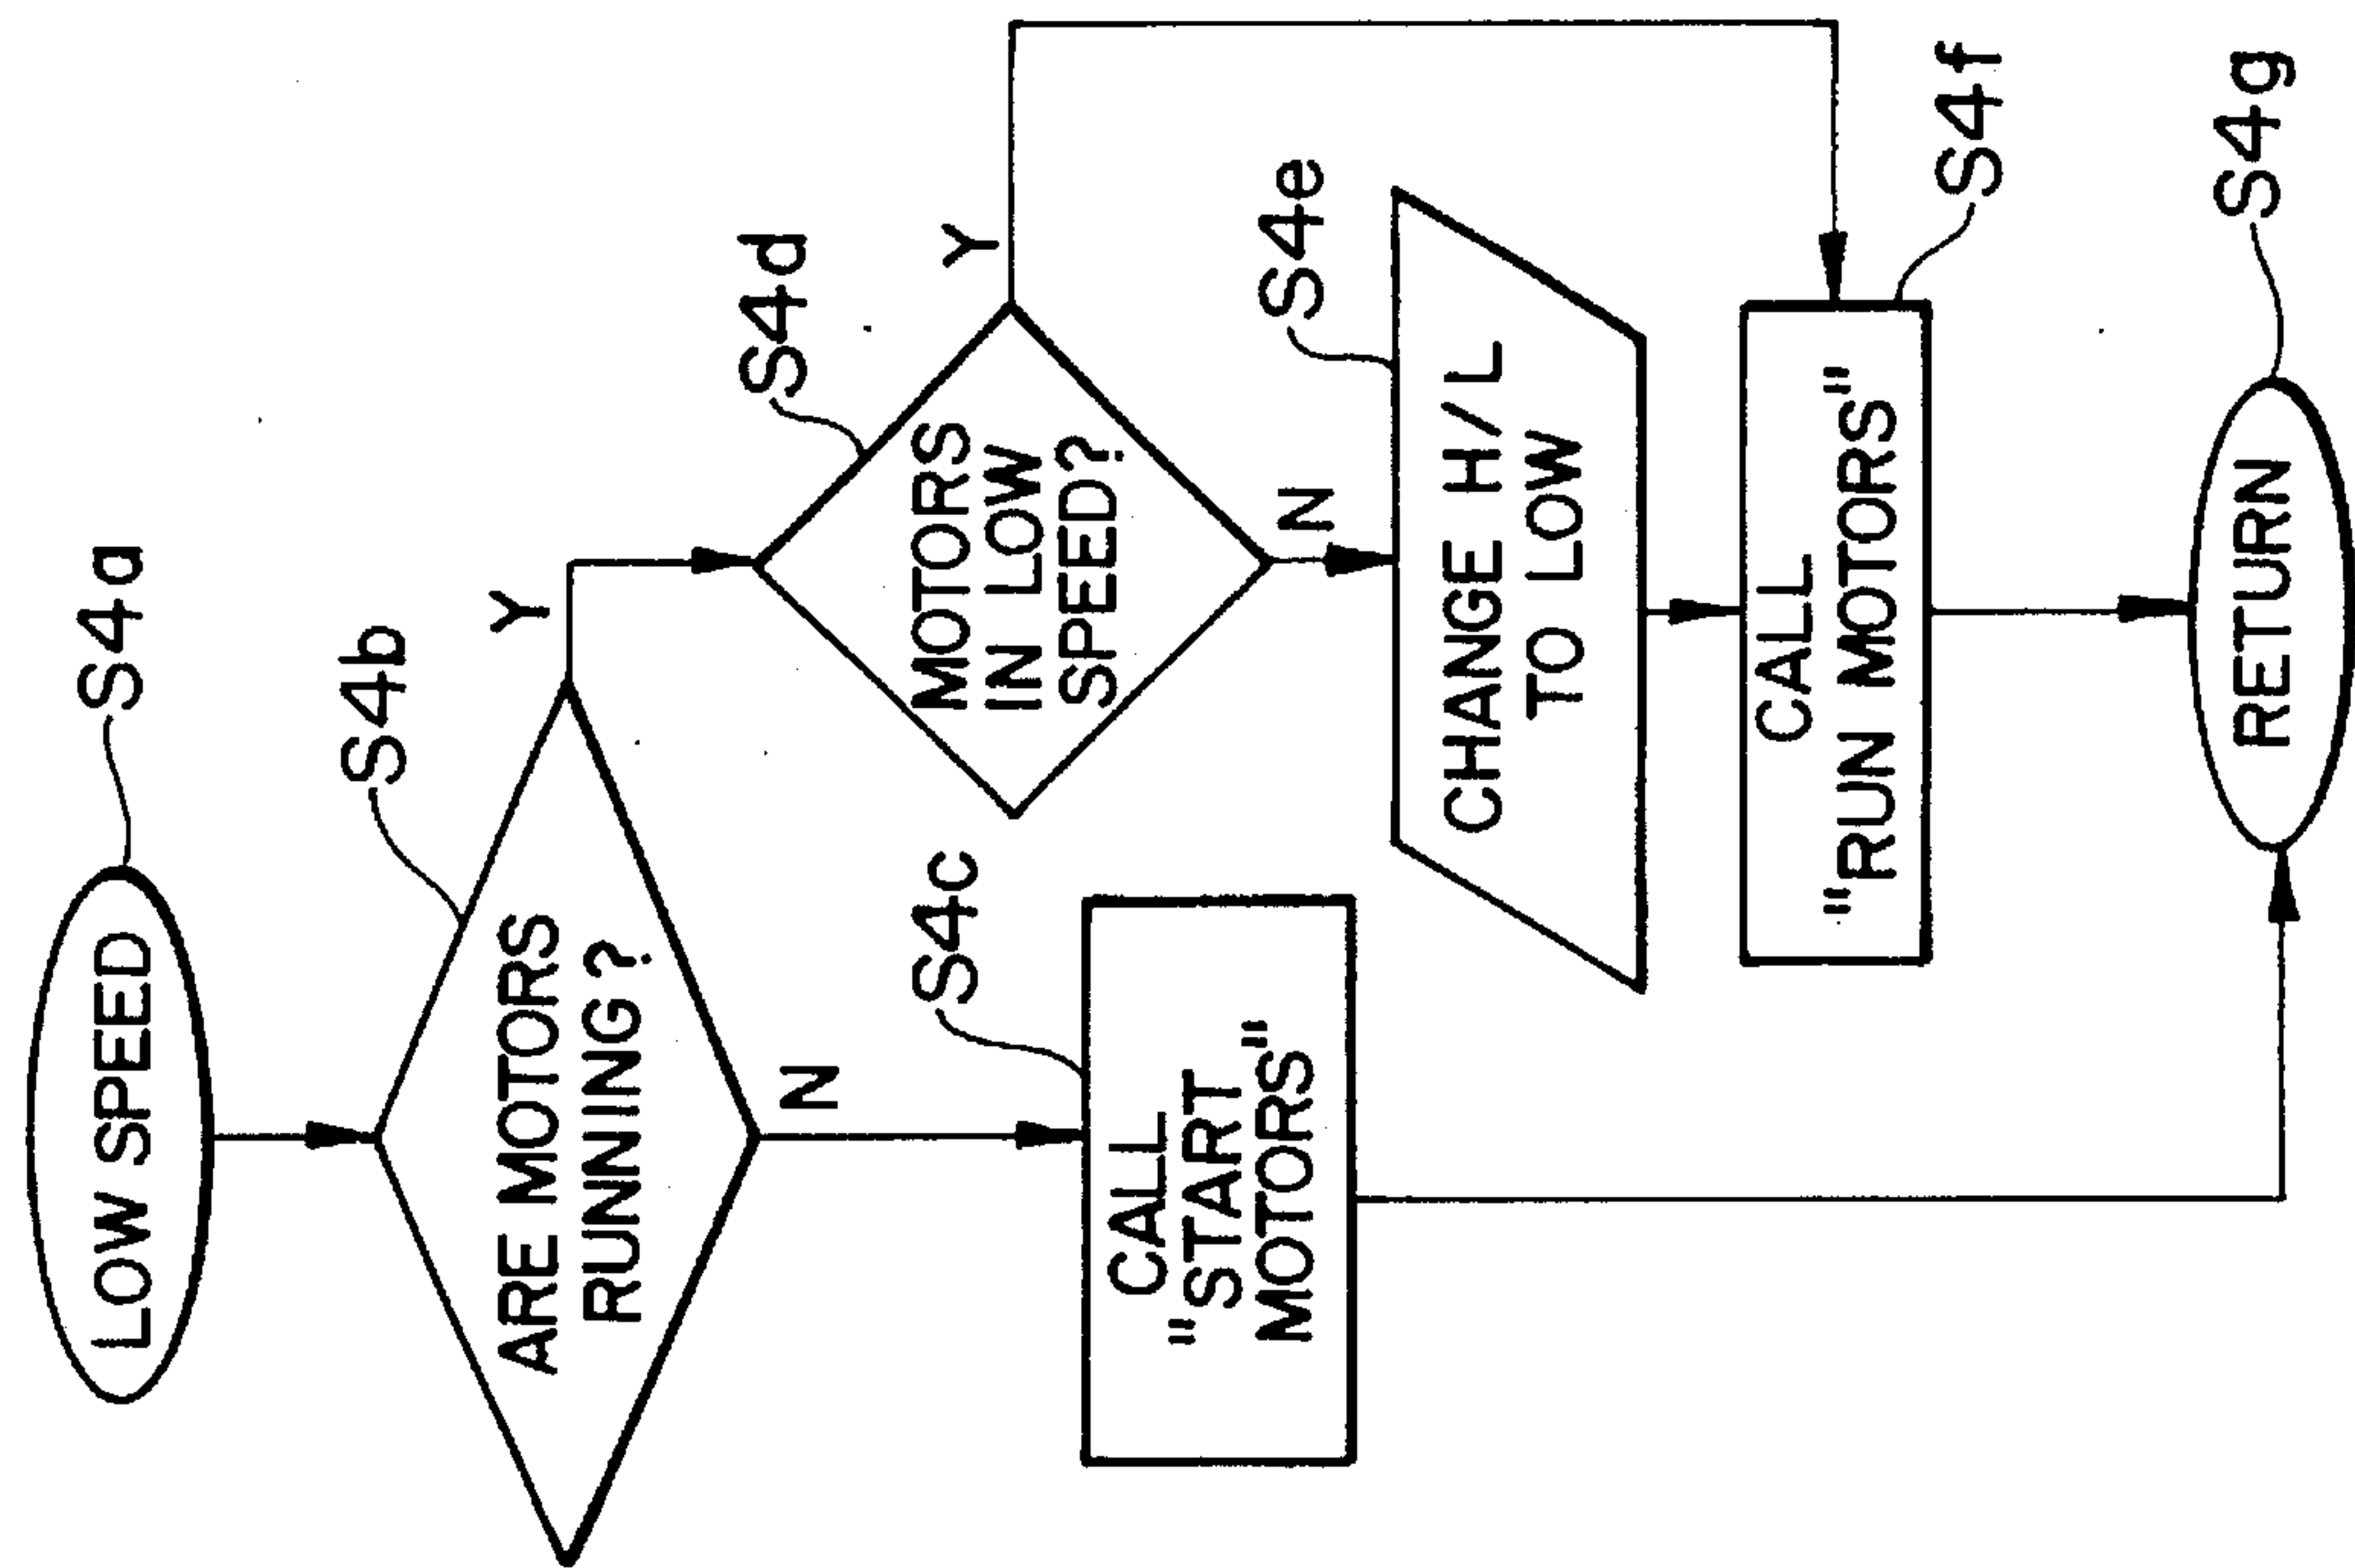 LOW SPEED
S4a
ARE MOTORS
RUNNING?
S4b
Y
N
CALL
"START
MOTORS"
S4c
MOTORS
IN LOW
SPEED?
S4d
Y
N
CHANGE H/L
TO LOW
S4e
CALL
"RUN MOTORS"
S4f
RETURN
S4g